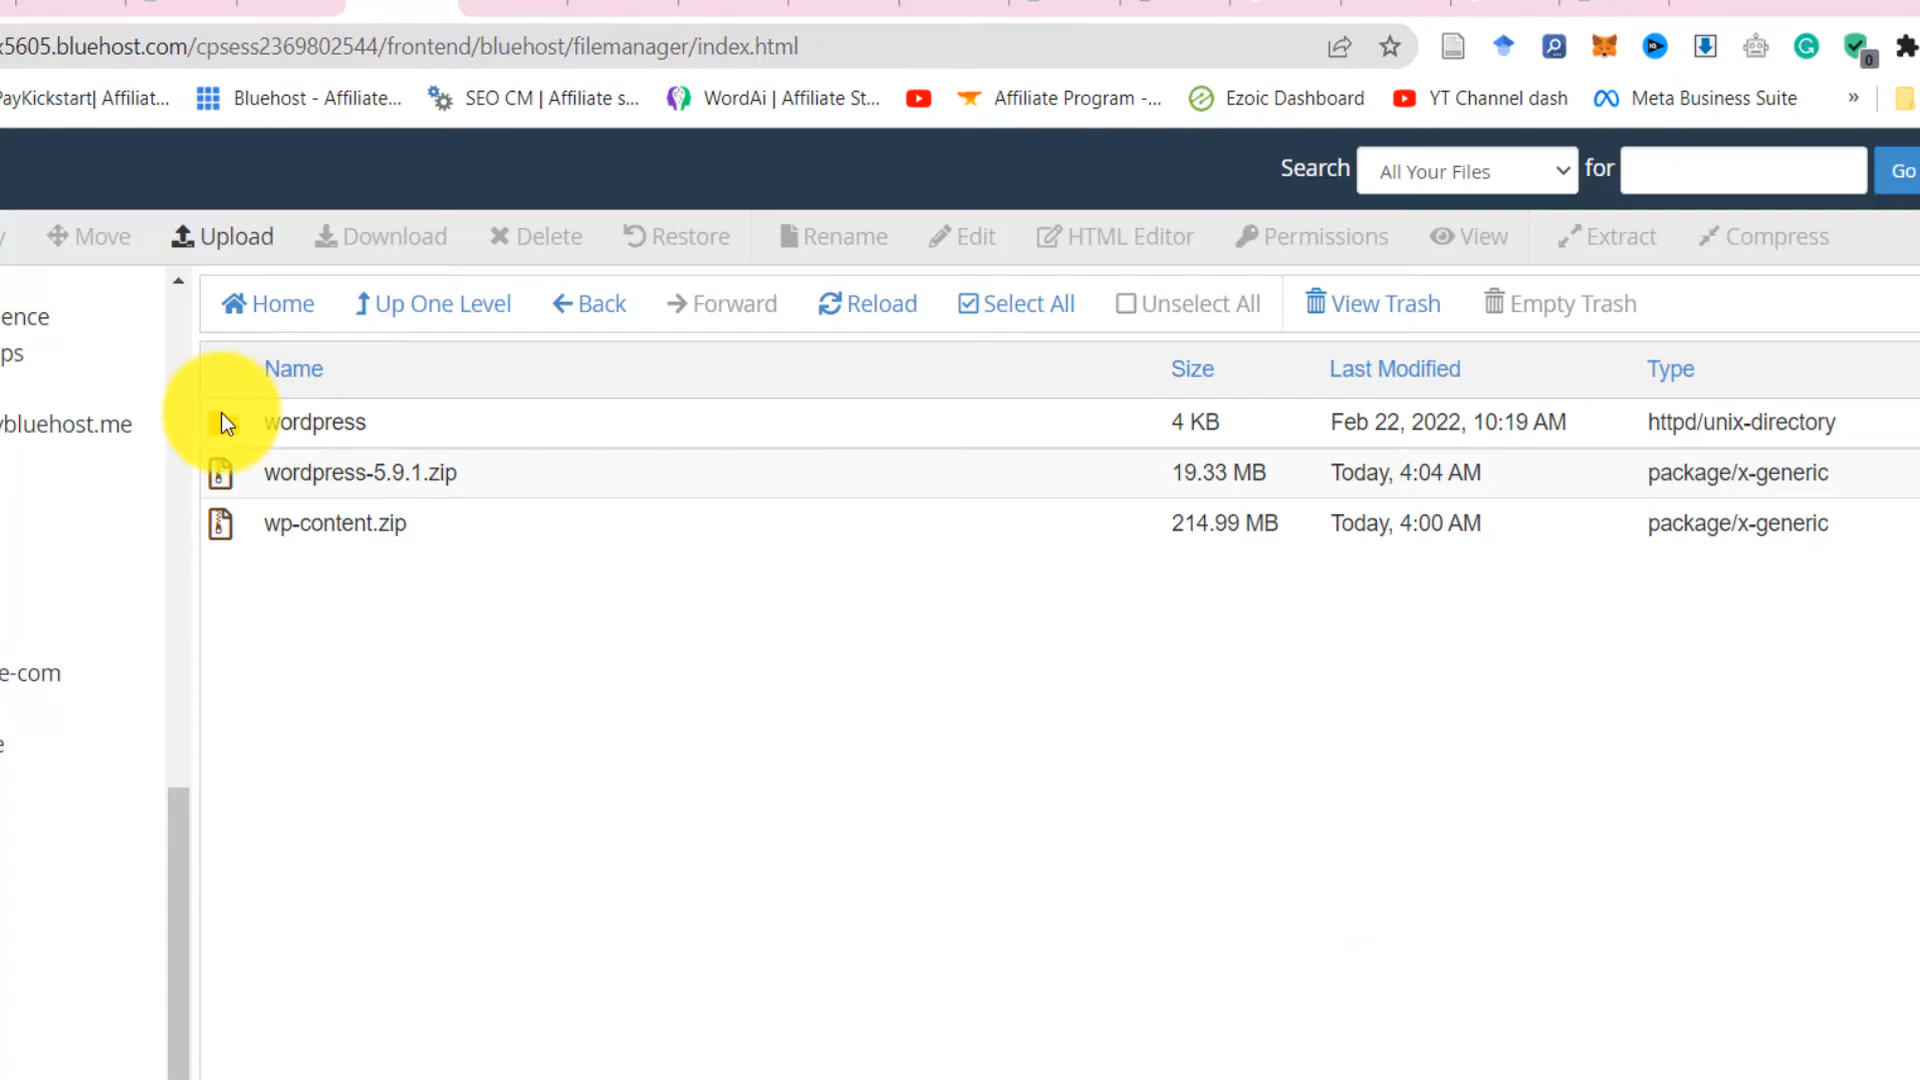 x5605.bluehost.com/cpsess2369802544/frontend/bluehost/filemanager/index.html
0
PayKickstart| Affiliat... Bluehost - Affiliate... SEO CM | Affiliate s... WordAi | Affiliate St... Affiliate Program -... Ezoic Dashboard YT Channel dash Meta Business Suite »
Search All Your Files for Go
Move Upload Download Delete Restore Rename Edit HTML Editor Permissions View Extract Compress
Home Up One Level Back Forward Reload Select All Unselect All View Trash Empty Trash
ence
ps
ybluehost.me
e-com
e
Name Size Last Modified Type
wordpress 4 KB Feb 22, 2022, 10:19 AM httpd/unix-directory
wordpress-5.9.1.zip 19.33 MB Today, 4:04 AM package/x-generic
wp-content.zip 214.99 MB Today, 4:00 AM package/x-generic